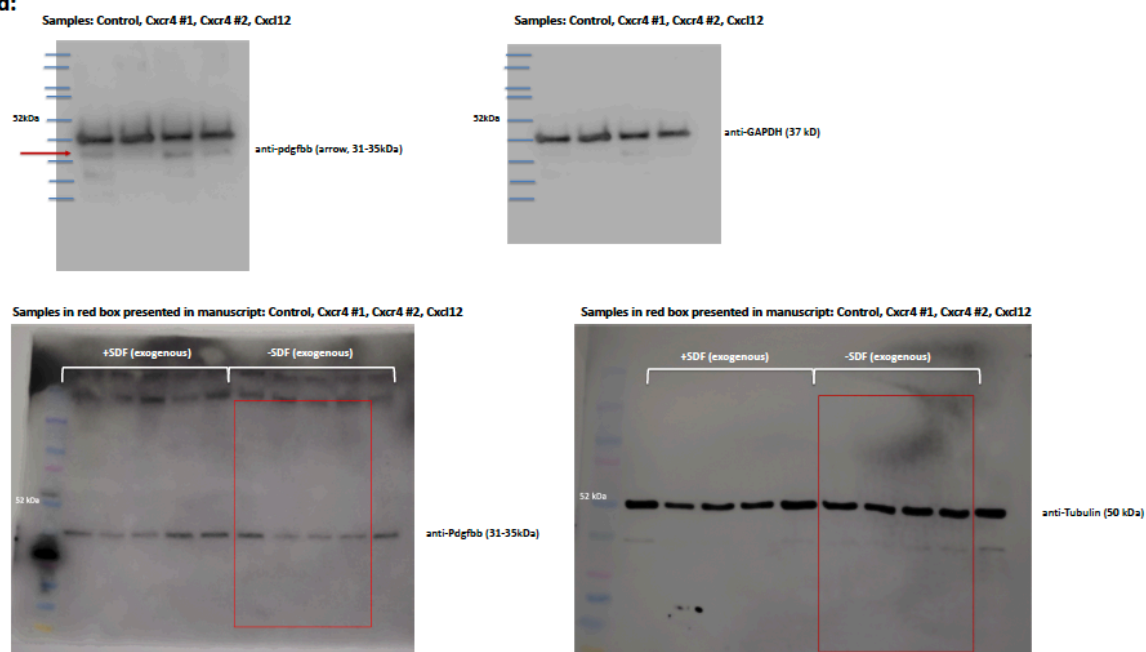 d:
Samples: Control, Cxcr4 #1, Cxcr4 #2, Cxcl12
Samples: Control, Cxcr4 #1, Cxcr4 #2, Cxcl12
52kDa
anti-pdgfbb (arrow, 31-35kDa)
52kDa
anti-GAPDH (37 kD)
Samples in red box presented in manuscript: Control, Cxcr4 #1, Cxcr4 #2, Cxcl12
Samples in red box presented in manuscript: Control, Cxcr4 #1, Cxcr4 #2, Cxcl12
+SDF (exogenous)
-SDF (exogenous)
52 kDa
anti-Pdgfbb (31-35kDa)
+SDF (exogenous)
-SDF (exogenous)
52 kDa
anti-Tubulin (50 kDa)